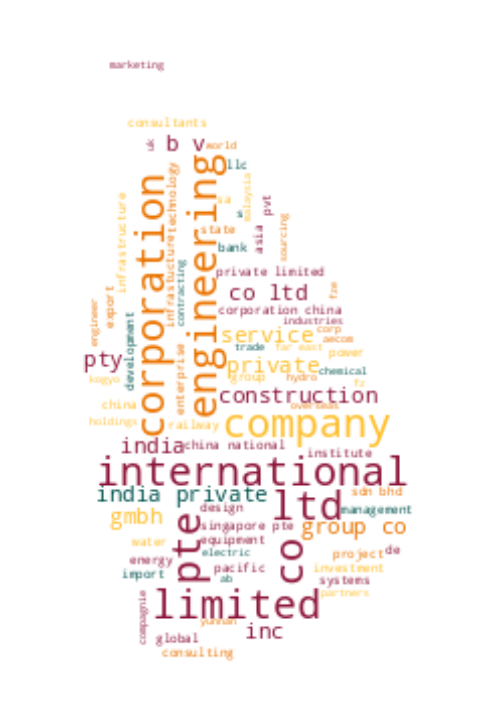 marketing
consultants
uk
b v
world
llc
corporation
engineering
technology
infrastructure
infrastucture
sa
malaysia
s
pvt
state
asia
sourcing
bank
contracting
private limited
co ltd
fze
export
engineer
development
corporation china
industries
service
corp
trade
far east
aecom
power
pty
enterprise
private
chemical
kogyo
group
hydro
fz
construction
china
overseas
holdings
railway
company
india
china national
institute
international
india private
ltd
sdn bhd
gmbh
pte
design
management
singapore pte
group co
water
equipment
co
electric
project
de
energy
pacific
investment
import
ab
systems
compagnie
limited
partners
yunnan
inc
global
consulting